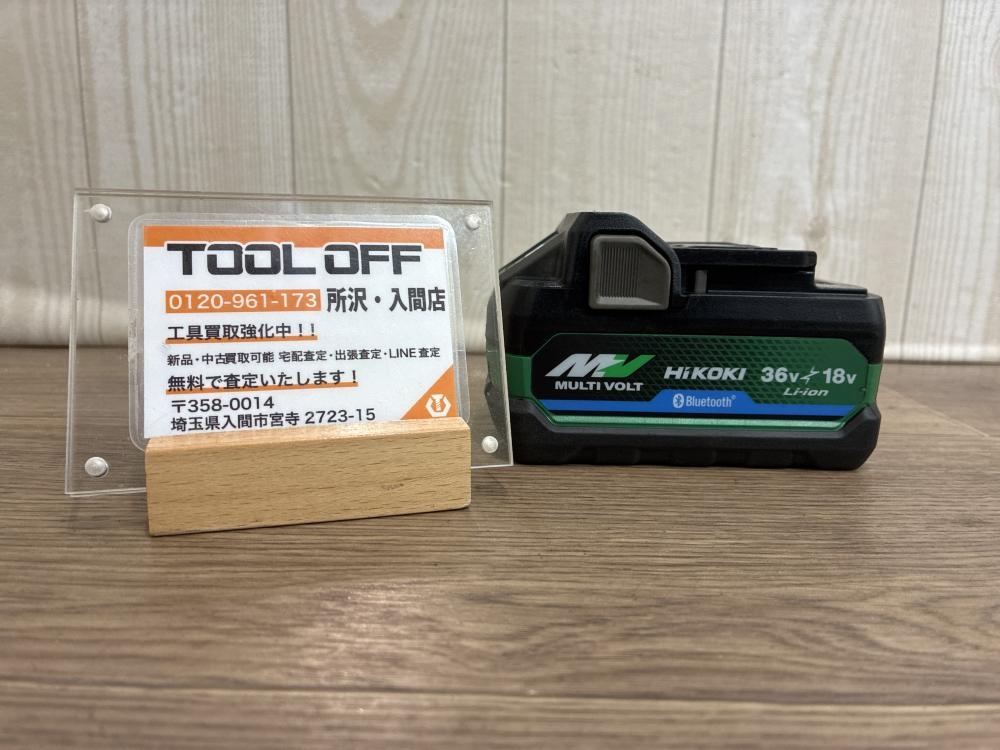 TOOL OFF
0120-961-173 所沢・入間店
工具買取強化中！！
新品・中古買取可能 宅配査定・出張査定・LINE査定
無料で査定いたします！
〒358-0014
埼玉県入間市宮寺 2723-15
MV
MULTI VOLT
HiKOKI
36V 18V
Li-ion
Bluetooth®